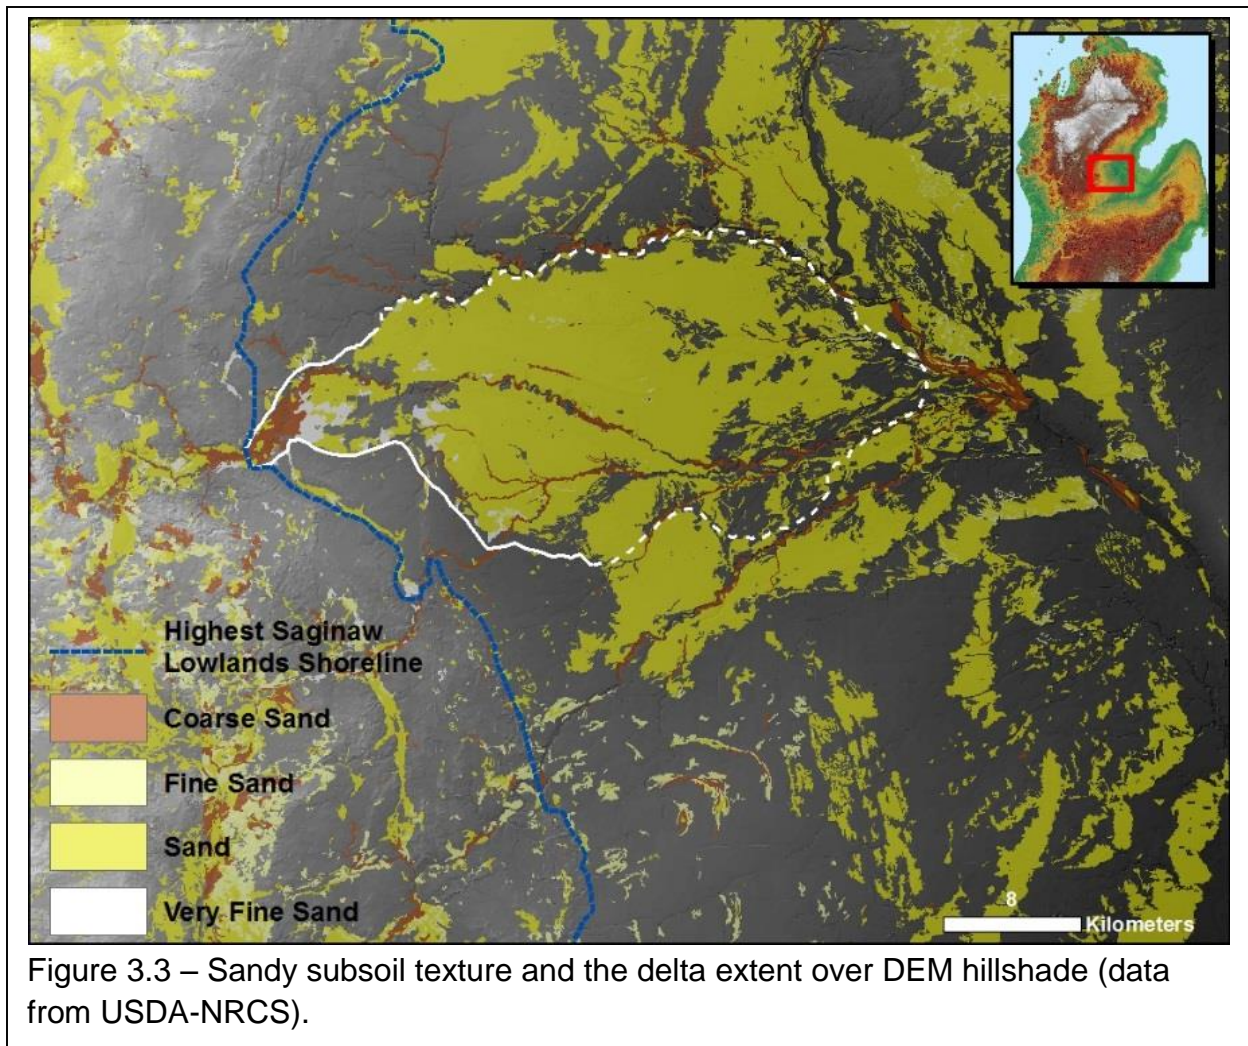 Highest Saginaw
Lowlands Shoreline
Coarse Sand
Fine Sand
Sand
Very Fine Sand
8
Kilometers
Figure 3.3 – Sandy subsoil texture and the delta extent over DEM hillshade (data
from USDA-NRCS).